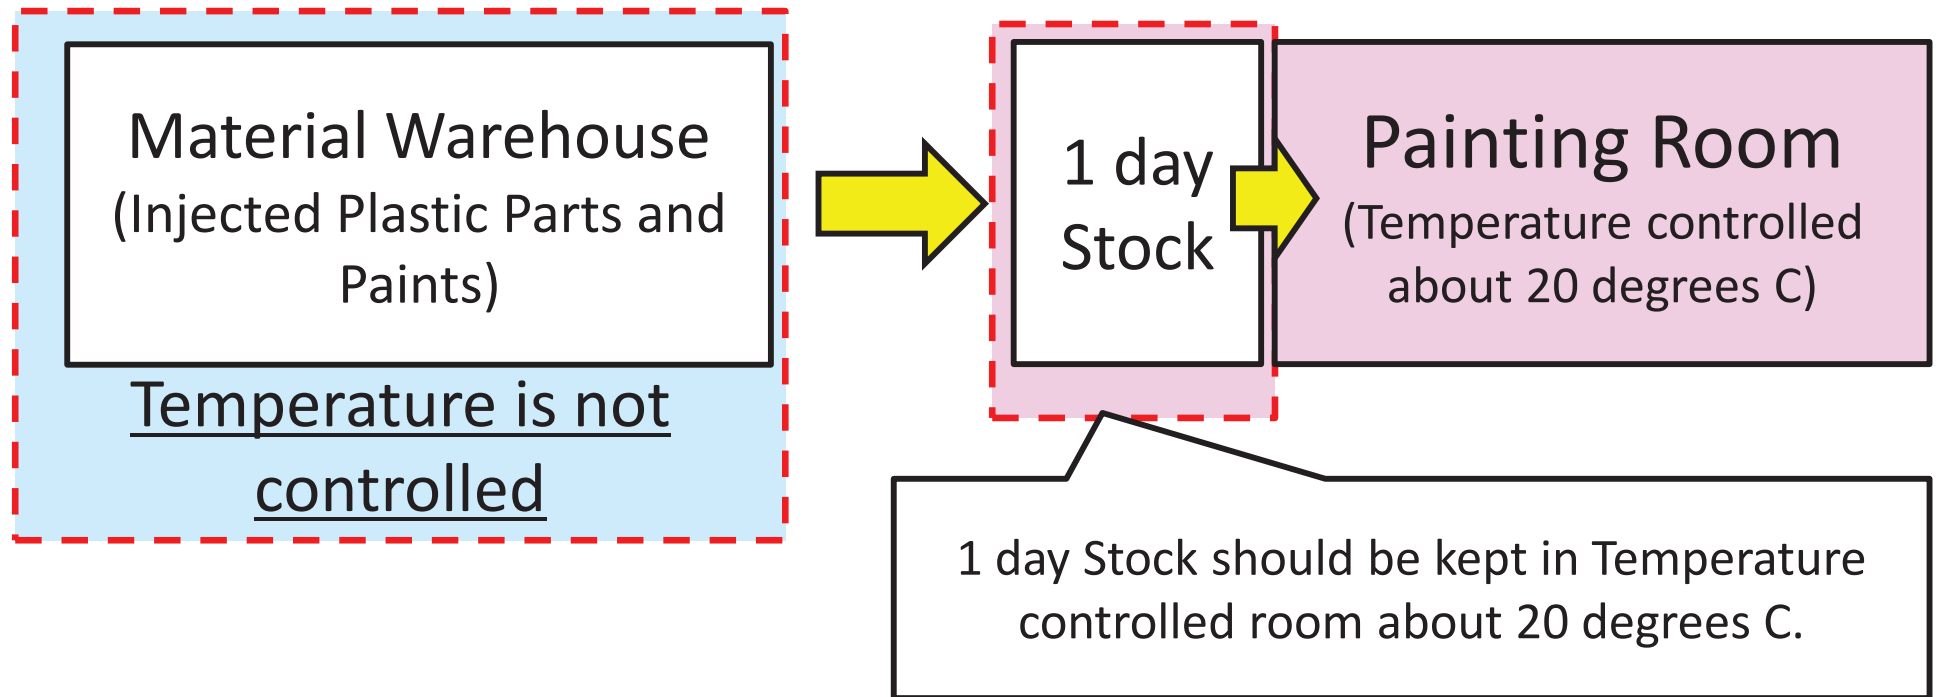 Material Warehouse
(Injected Plastic Parts and
Paints)
Temperature is not
controlled
1 day
Stock
Painting Room
(Temperature controlled
about 20 degrees C)
1 day Stock should be kept in Temperature
controlled room about 20 degrees C.